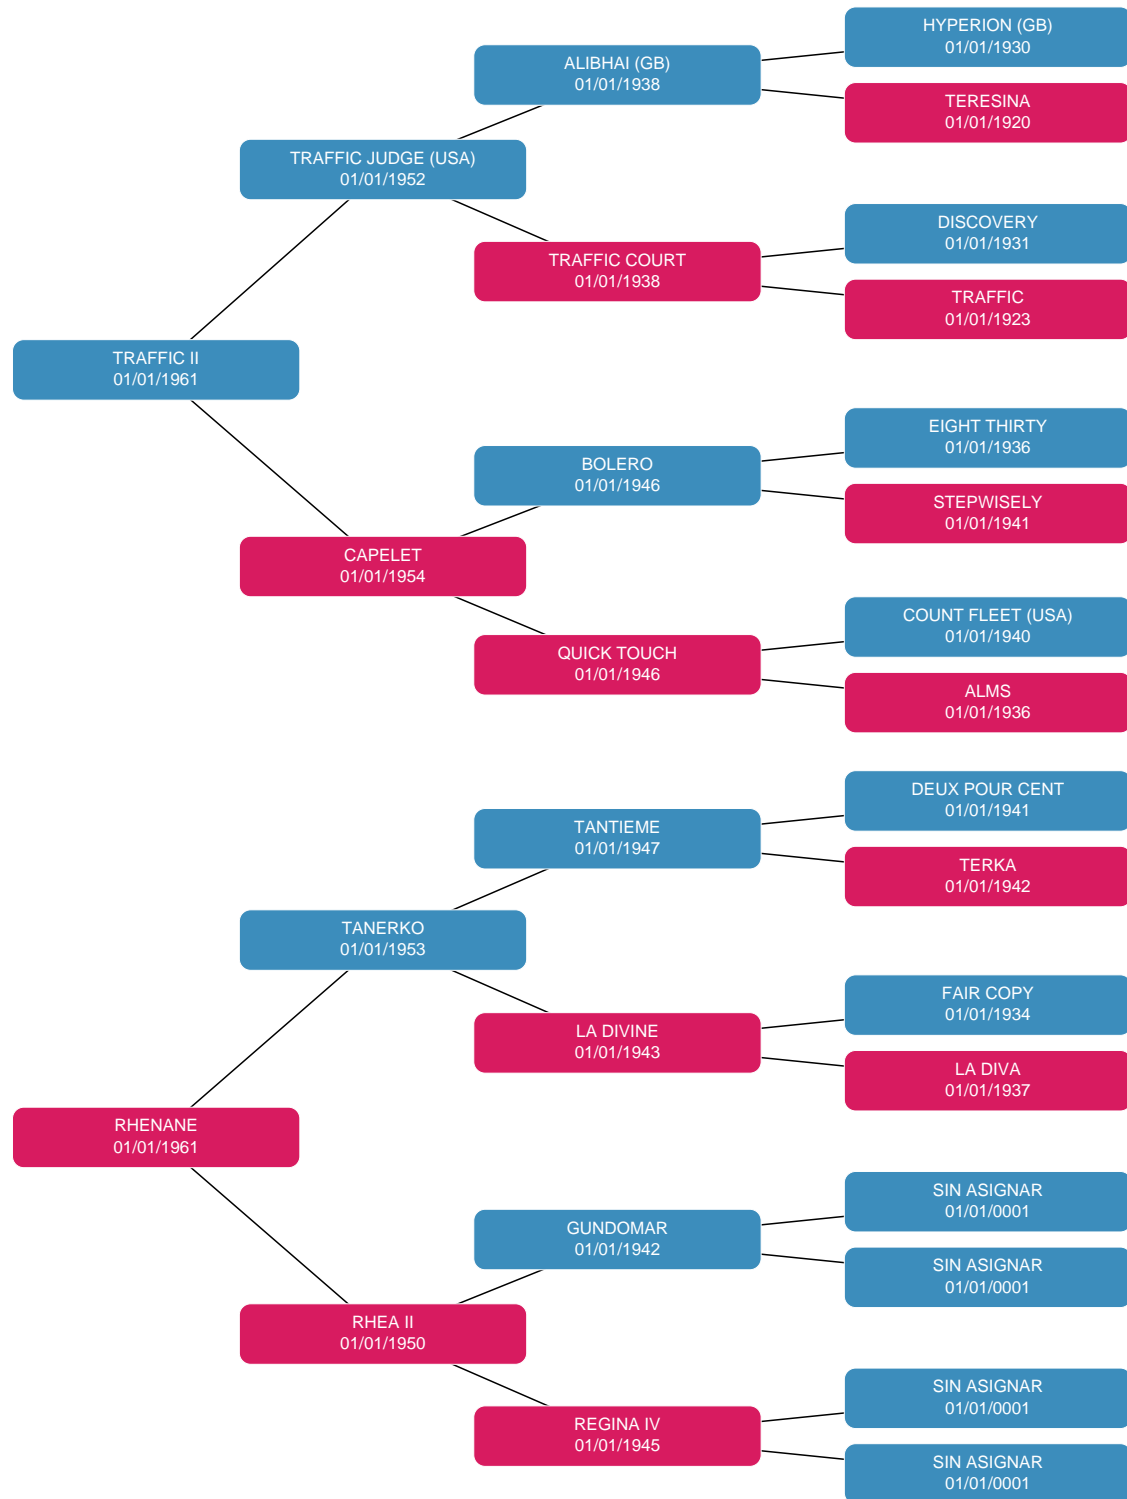 HYPERION (GB)
01/01/1930
ALIBHAI (GB)
01/01/1938
TERESINA
01/01/1920
TRAFFIC JUDGE (USA)
01/01/1952
DISCOVERY
01/01/1931
TRAFFIC COURT
01/01/1938
TRAFFIC
01/01/1923
TRAFFIC II
01/01/1961
EIGHT THIRTY
01/01/1936
BOLERO
01/01/1946
STEPWISELY
01/01/1941
CAPELET
01/01/1954
COUNT FLEET (USA)
01/01/1940
QUICK TOUCH
01/01/1946
ALMS
01/01/1936
DEUX POUR CENT
01/01/1941
TANTIEME
01/01/1947
TERKA
01/01/1942
TANERKO
01/01/1953
FAIR COPY
01/01/1934
LA DIVINE
01/01/1943
LA DIVA
01/01/1937
RHENANE
01/01/1961
SIN ASIGNAR
01/01/0001
GUNDOMAR
01/01/1942
SIN ASIGNAR
01/01/0001
RHEA II
01/01/1950
SIN ASIGNAR
01/01/0001
REGINA IV
01/01/1945
SIN ASIGNAR
01/01/0001